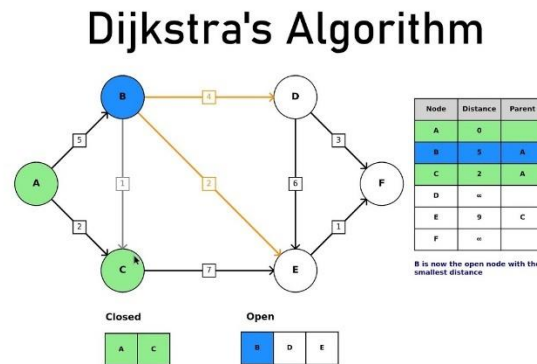 Dijkstra's Algorithm
B
4
D
5
1
2
6
3
A
F
2
1
C
7
E
Node Distance Parent
A 0
B 5 A
C 2 A
D ∞
E 9 C
F ∞
B is now the open node with the
smallest distance
Closed
A C
Open
B D E